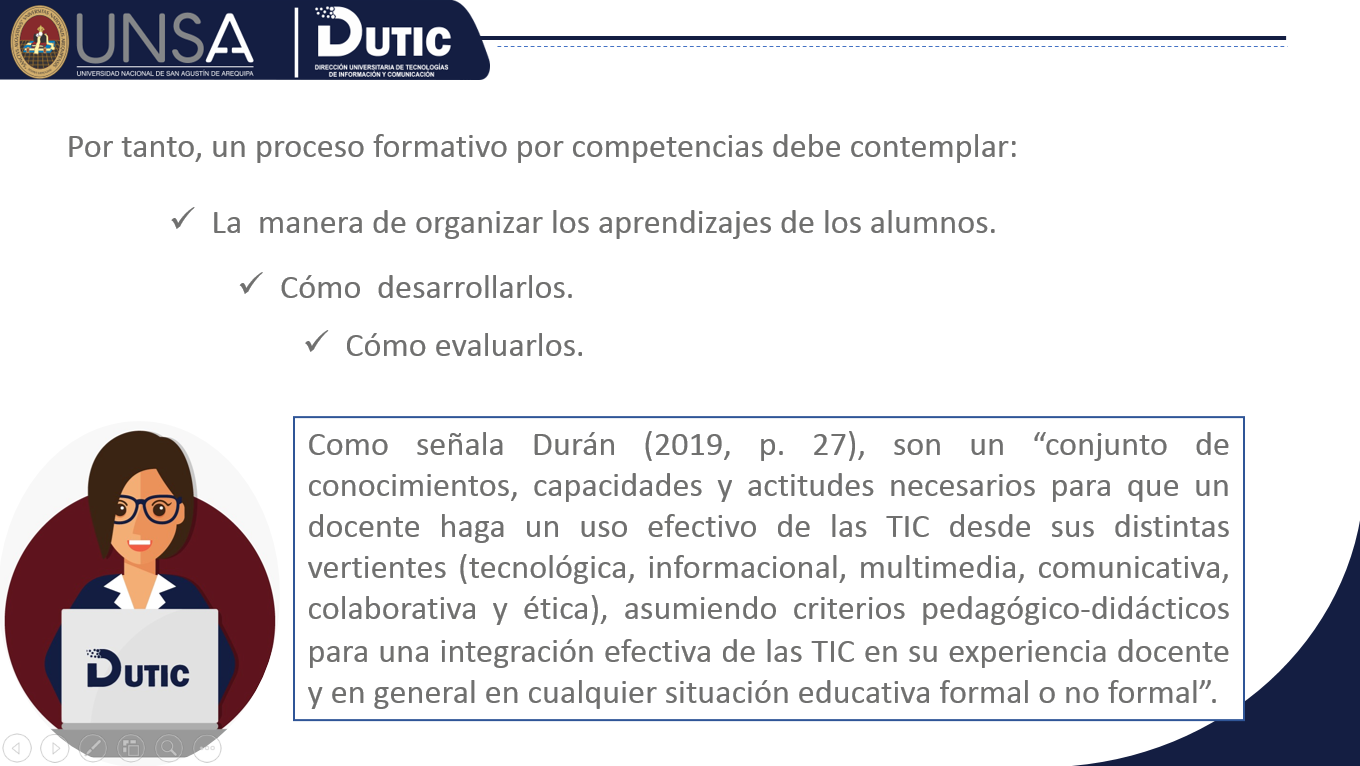 UNSA
UNIVERSIDAD NACIONAL DE SAN AGUSTÍN DE AREQUIPA
DUTIC
DIRECCIÓN UNIVERSITARIA DE TECNOLOGÍAS
DE INFORMACIÓN Y COMUNICACIÓN
Por tanto, un proceso formativo por competencias debe contemplar:
✓ La manera de organizar los aprendizajes de los alumnos.
✓ Cómo desarrollarlos.
✓ Cómo evaluarlos.
Como señala Durán (2019, p. 27), son un “conjunto de
conocimientos, capacidades y actitudes necesarios para que un
docente haga un uso efectivo de las TIC desde sus distintas
vertientes (tecnológica, informacional, multimedia, comunicativa,
colaborativa y ética), asumiendo criterios pedagógico-didácticos
para una integración efectiva de las TIC en su experiencia docente
y en general en cualquier situación educativa formal o no formal”.
DUTIC